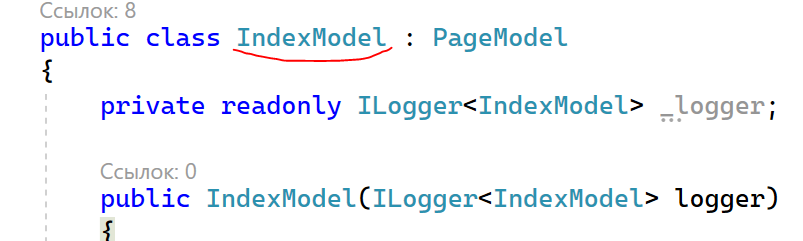 Ссылок: 8
public class IndexModel : PageModel
{
private readonly ILogger<IndexModel> _logger;
Ссылок: 0
public IndexModel(ILogger<IndexModel> logger)
{